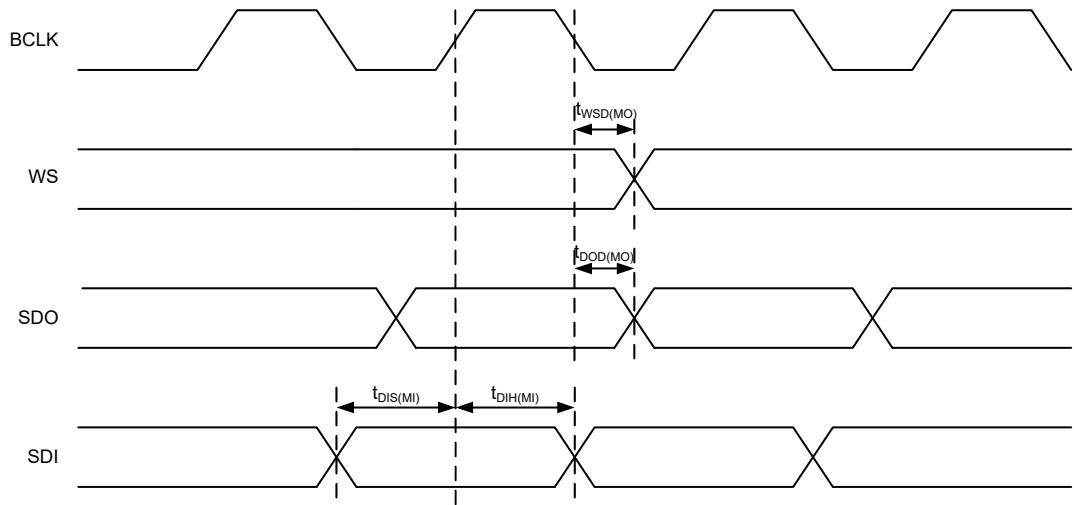 BCLK
tWSD(MO)
WS
tDOD(MO)
SDO
tDIS(MI) tDIH(MI)
SDI